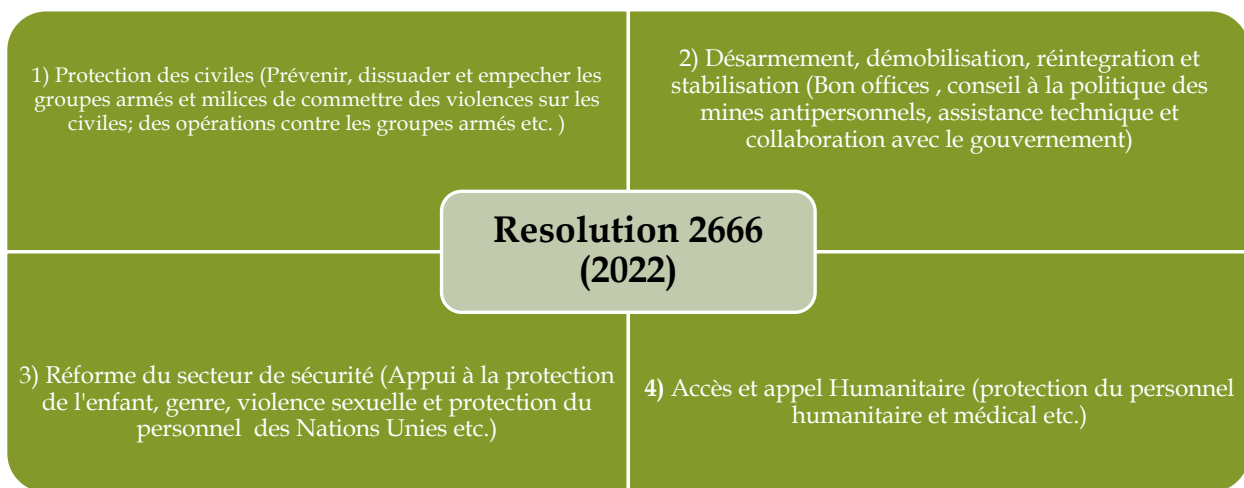 1) Protection des civiles (Prévenir, dissuader et empecher les
groupes armés et milices de commettre des violences sur les
civiles; des opérations contre les groupes armés etc. )
2) Désarmement, démobilisation, réintegration et
stabilisation (Bon offices , conseil à la politique des
mines antipersonnels, assistance technique et
collaboration avec le gouvernement)
Resolution 2666
(2022)
3) Réforme du secteur de sécurité (Appui à la protection
de l'enfant, genre, violence sexuelle et protection du
personnel des Nations Unies etc.)
4) Accès et appel Humanitaire (protection du personnel
humanitaire et médical etc.)